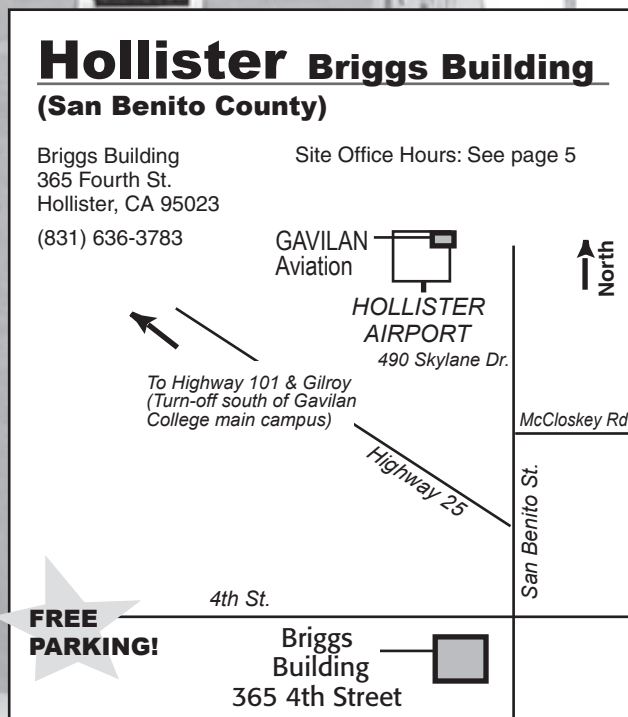 Hollister Briggs Building
(San Benito County)
Briggs Building
365 Fourth St.
Hollister, CA 95023
(831) 636-3783
Site Office Hours: See page 5
GAVILAN
Aviation
HOLLISTER
AIRPORT
490 Skylane Dr.
North
To Highway 101 & Gilroy
(Turn-off south of Gavilan
College main campus)
McCloskey Rd
Highway 25
San Benito St.
4th St.
FREE
PARKING!
Briggs
Building
365 4th Street